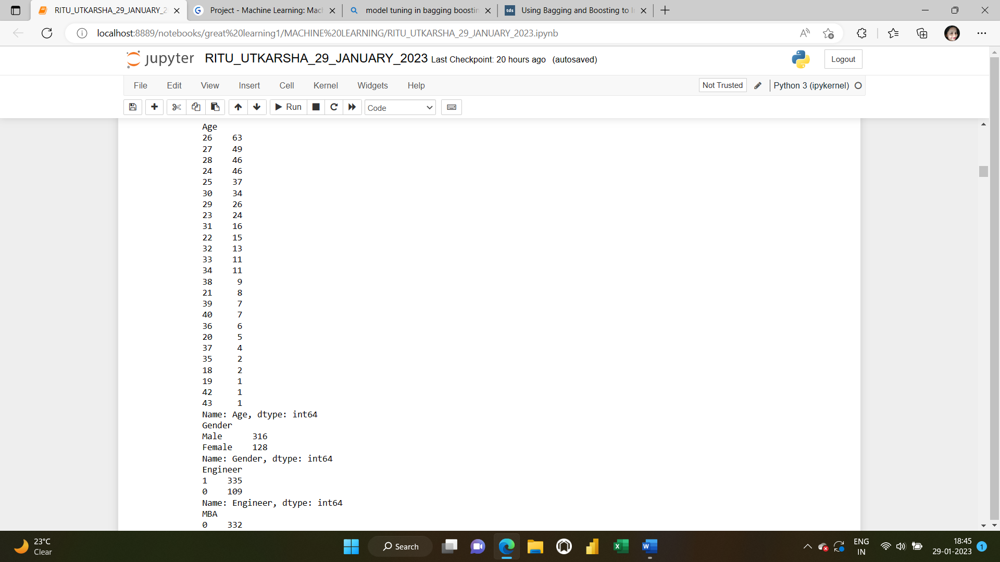 RITU_UTKARSHA_29_JANUARY_2
Project - Machine Learning: Mac
model tuning in bagging boostin
tds Using Bagging and Boosting to I
localhost:8889/notebooks/great%20learning1/MACHINE%20LEARNING/RITU_UTKARSHA_29_JANUARY_2023.ipynb
jupyter RITU_UTKARSHA_29_JANUARY_2023 Last Checkpoint: 20 hours ago (autosaved)
Logout
File Edit View Insert Cell Kernel Widgets Help
Not Trusted
Python 3 (ipykernel)
Run
Code
Age
26 63
27 49
28 46
24 46
25 37
30 34
29 26
23 24
31 16
22 15
32 13
33 11
34 11
38 9
21 8
39 7
40 7
36 6
20 5
37 4
35 2
18 2
19 1
42 1
43 1
Name: Age, dtype: int64
Gender
Male 316
Female 128
Name: Gender, dtype: int64
Engineer
1 335
0 109
Name: Engineer, dtype: int64
MBA
0 332
23°C
Clear
Search
ENG
IN
18:45
29-01-2023
1